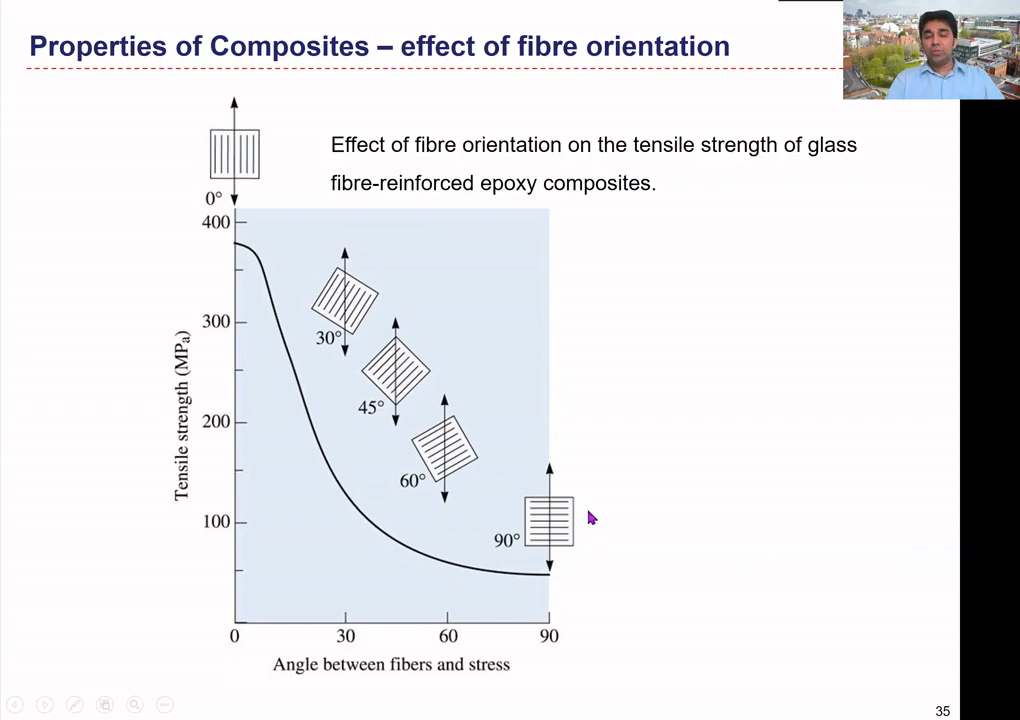 Properties of Composites – effect of fibre orientation
Effect of fibre orientation on the tensile strength of glass
fibre-reinforced epoxy composites.
0°
400
300
200
100
Tensile strength (MPa)
30°
45°
60°
90°
0
30
60
90
Angle between fibers and stress
35